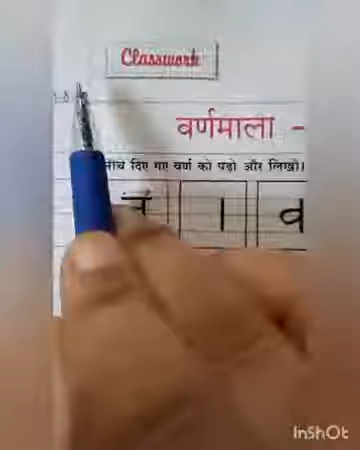 Classwork
वर्णमाला -
नीचे दिए गए वर्ण को पढ़ो और लिखो।
। व
InShOt